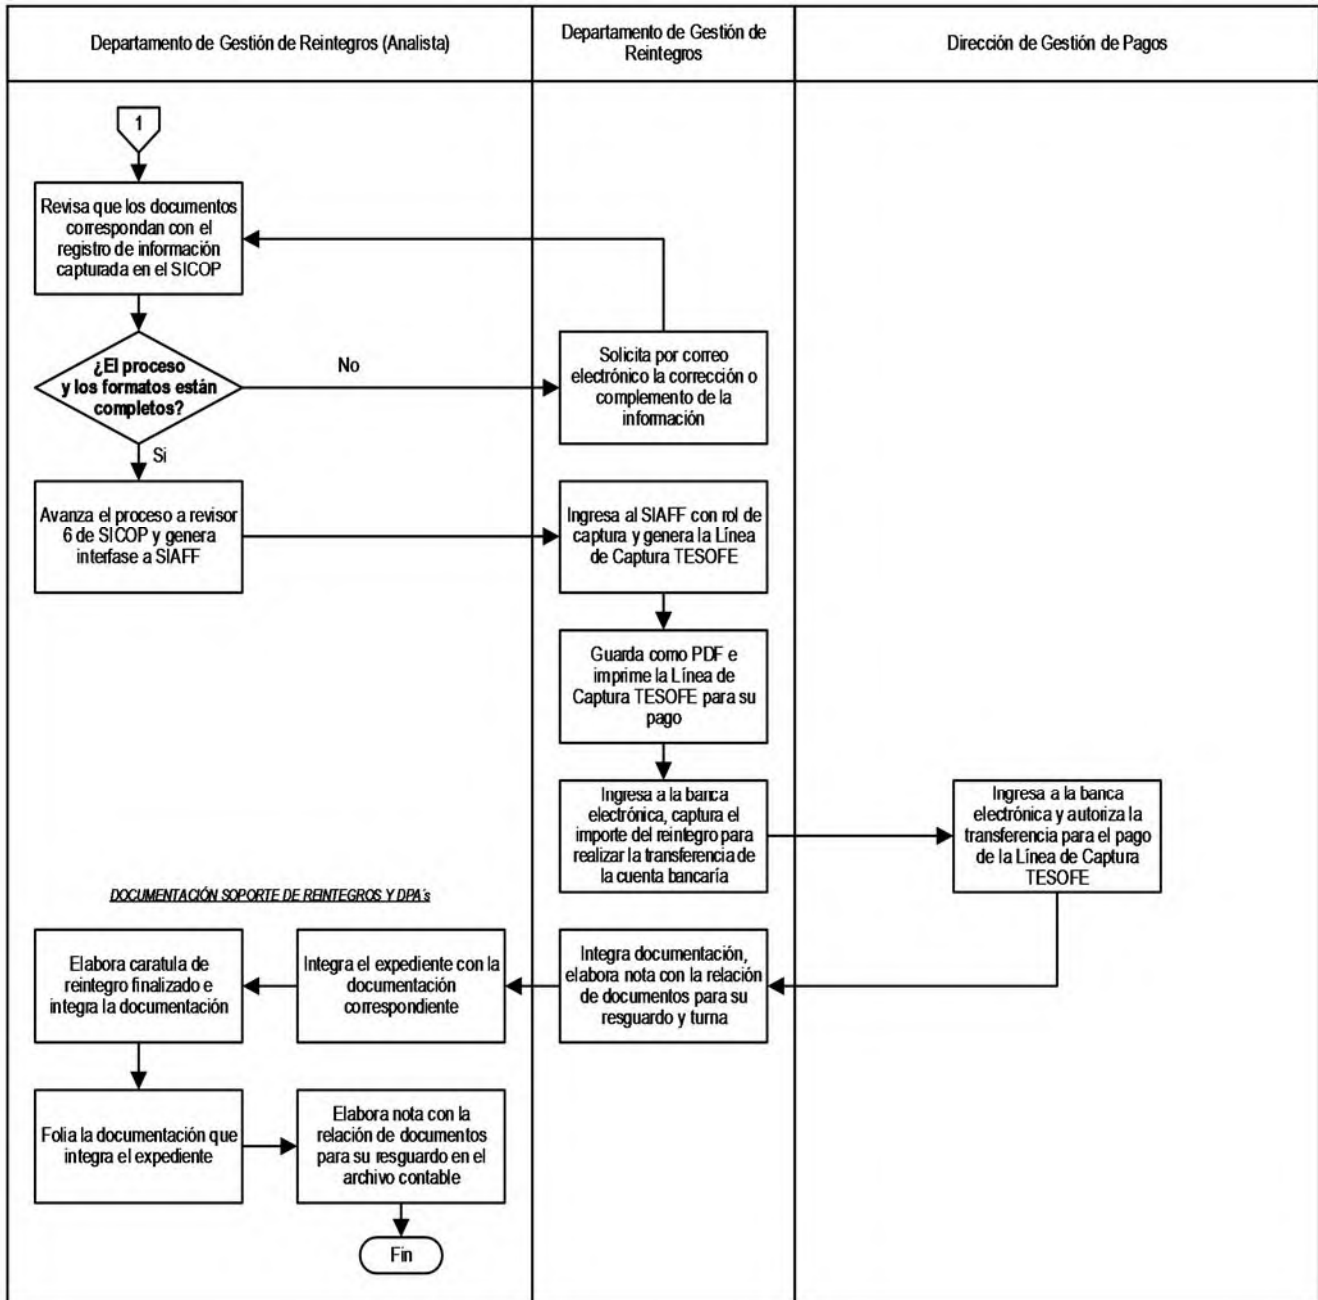 Departamento de Gestión de Reintegros (Analista)
Departamento de Gestión de
Reintegros
Dirección de Gestión de Pagos
1
Revisa que los documentos
correspondan con el
registro de información
capturada en el SICOP
¿El proceso
y los formatos están
completos?
No
Solicita por correo
electrónico la corrección o
complemento de la
información
Si
Avanza el proceso a revisor
6 de SICOP y genera
interfase a SIAFF
Ingresa al SIAFF con rol de
captura y genera la Línea
de Captura TESOFE
Guarda como PDF e
imprime la Línea de
Captura TESOFE para su
pago
Ingresa a la banca
electrónica, captura el
importe del reintegro para
realizar la transferencia de
la cuenta bancaría
Ingresa a la banca
electrónica y autoriza la
transferencia para el pago
de la Línea de Captura
TESOFE
DOCUMENTACIÓN SOPORTE DE REINTEGROS Y DPA´s
Elabora caratula de
reintegro finalizado e
integra la documentación
Integra el expediente con la
documentación
correspondiente
Integra documentación,
elabora nota con la relación
de documentos para su
resguardo y turna
Folia la documentación que
integra el expediente
Elabora nota con la
relación de documentos
para su resguardo en el
archivo contable
Fin